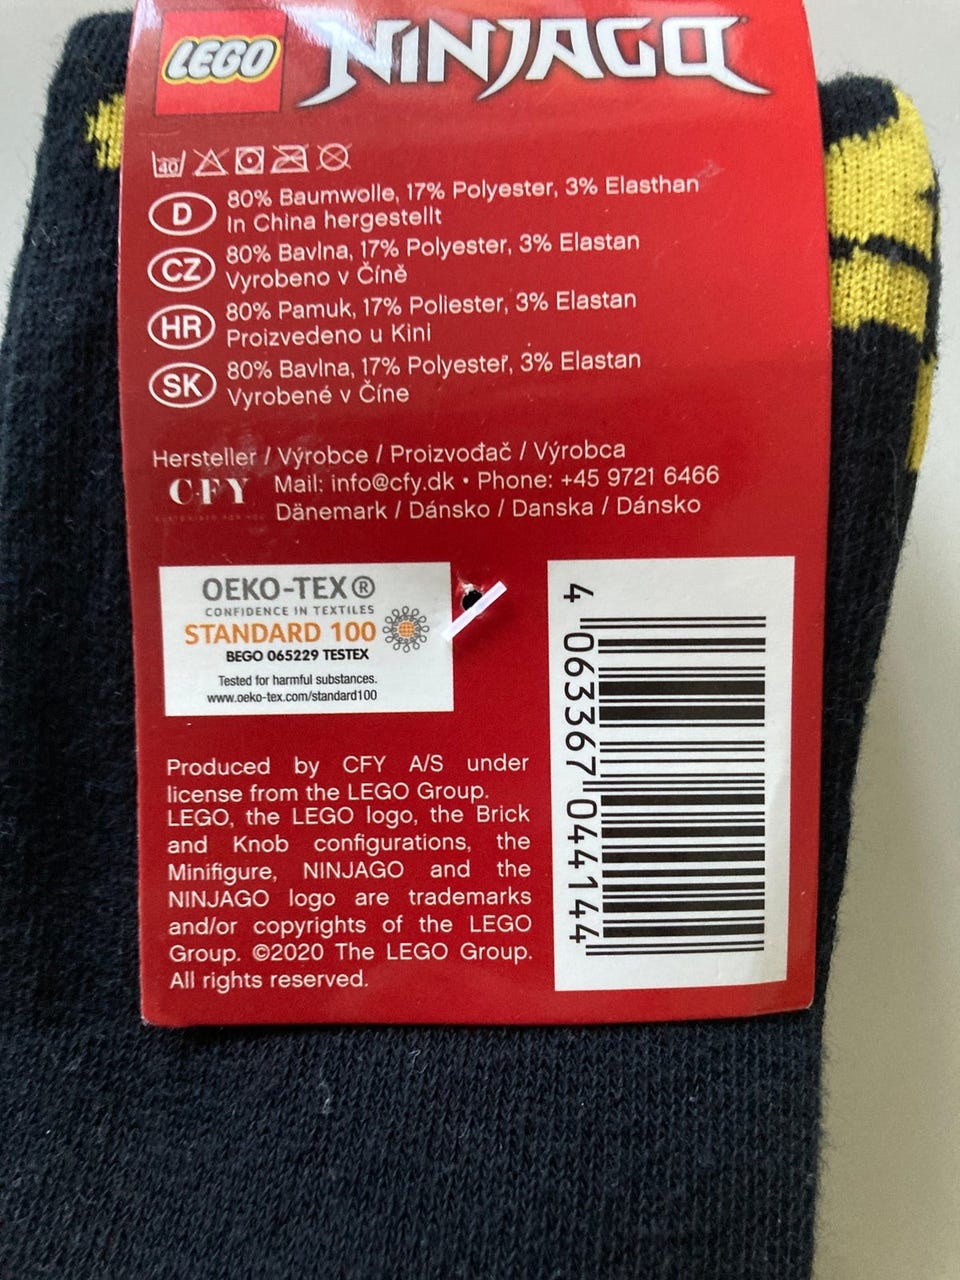 LEGO NINJAGO
40
D 80% Baumwolle, 17% Polyester, 3% Elasthan
In China hergestellt
CZ 80% Bavlna, 17% Polyester, 3% Elastan
Vyrobeno v Číně
HR 80% Pamuk, 17% Poliester, 3% Elastan
Proizvedeno u Kini
SK 80% Bavlna, 17% Polyester, 3% Elastan
Vyrobené v Číne
Hersteller / Výrobce / Proizvođač / Výrobca
CFY Mail: info@cfy.dk • Phone: +45 9721 6466
Dänemark / Dánsko / Danska / Dánsko
OEKO-TEX®
CONFIDENCE IN TEXTILES
STANDARD 100
BEGO 065229 TESTEX
Tested for harmful substances.
www.oeko-tex.com/standard100
4 063367 044144
Produced by CFY A/S under
license from the LEGO Group.
LEGO, the LEGO logo, the Brick
and Knob configurations, the
Minifigure, NINJAGO and the
NINJAGO logo are trademarks
and/or copyrights of the LEGO
Group. ©2020 The LEGO Group.
All rights reserved.